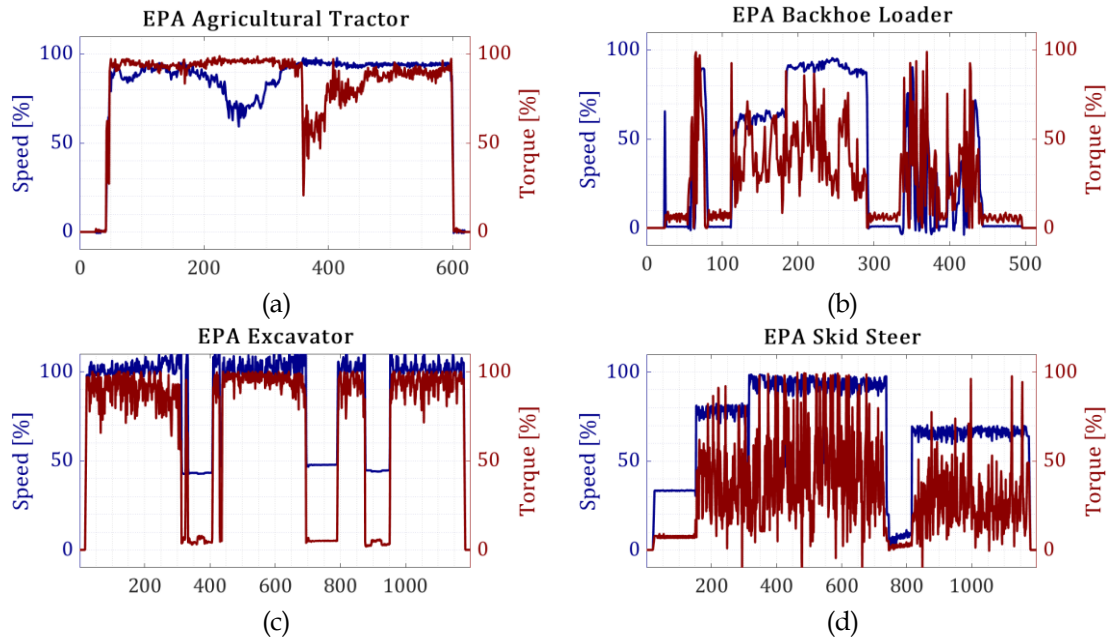 EPA Agricultural Tractor
100
50
0
Speed [%]
100
50
0
Torque [%]
0 200 400 600
(a)
EPA Backhoe Loader
100
50
0
Speed [%]
100
50
0
Torque [%]
0 100 200 300 400 500
(b)
EPA Excavator
100
50
0
Speed [%]
100
50
0
Torque [%]
200 400 600 800 1000
(c)
EPA Skid Steer
100
50
0
Speed [%]
100
50
0
Torque [%]
200 400 600 800 1000
(d)